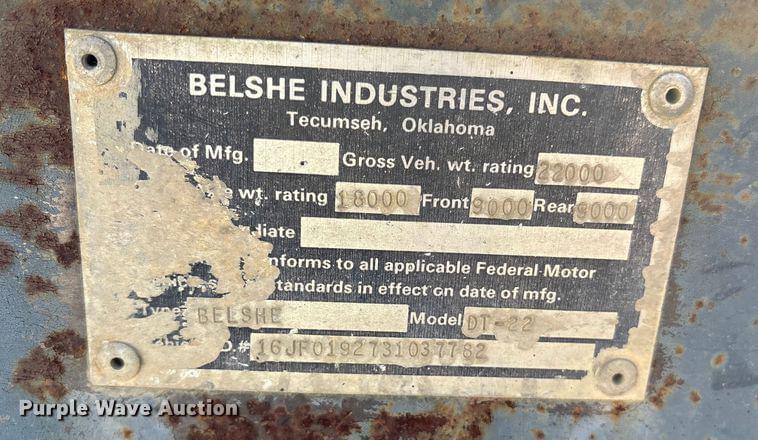 BELSHE INDUSTRIES, INC.
Tecumseh, Oklahoma
Date of Mfg. Gross Veh. wt. rating 22000
wt. rating 18000 Front 9000 Rear 9000
diate
nforms to all applicable Federal Motor
standards in effect on date of mfg.
Type BELSHE Model DT-22
D.# 16JF0192731037782
Purple Wave Auction